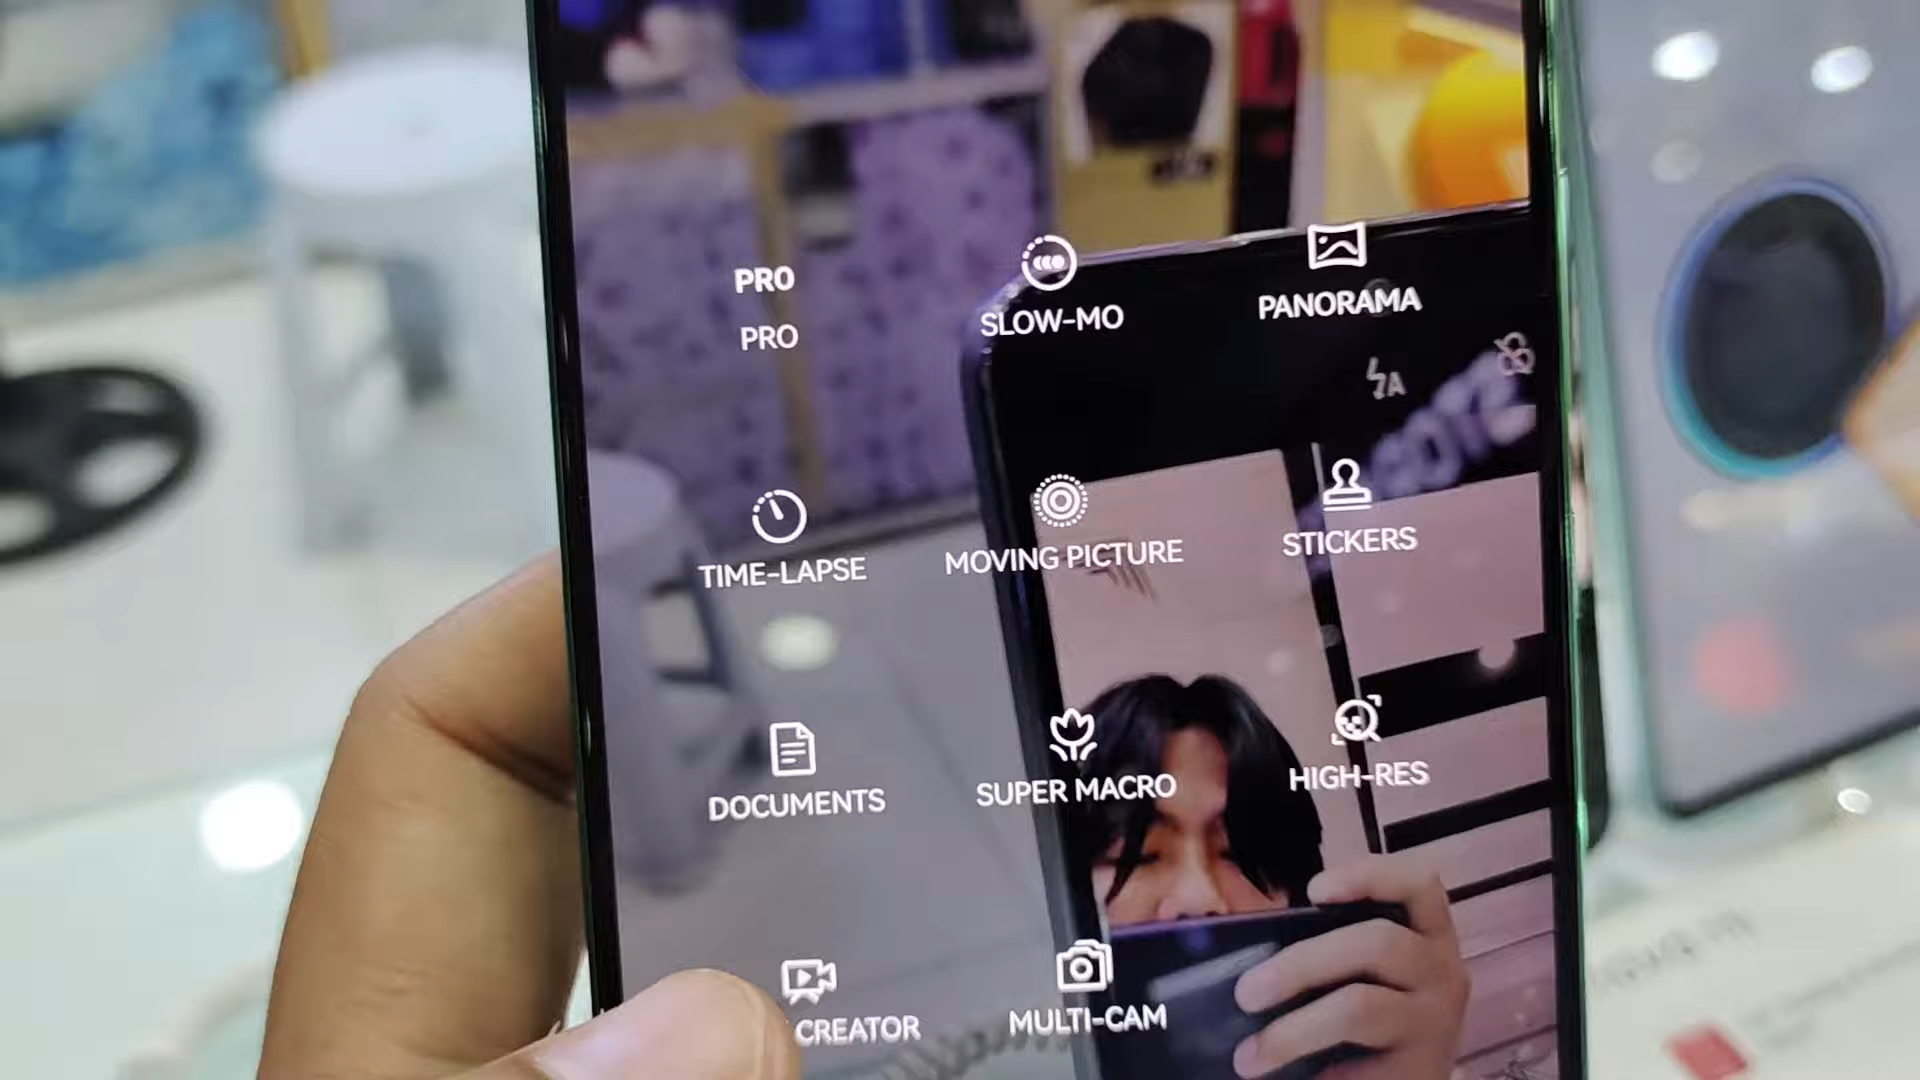 PRO
PRO
SLOW-MO
PANORAMA
A
TIME-LAPSE
MOVING PICTURE
STICKERS
DOCUMENTS
SUPER MACRO
HIGH-RES
CREATOR
MULTI-CAM